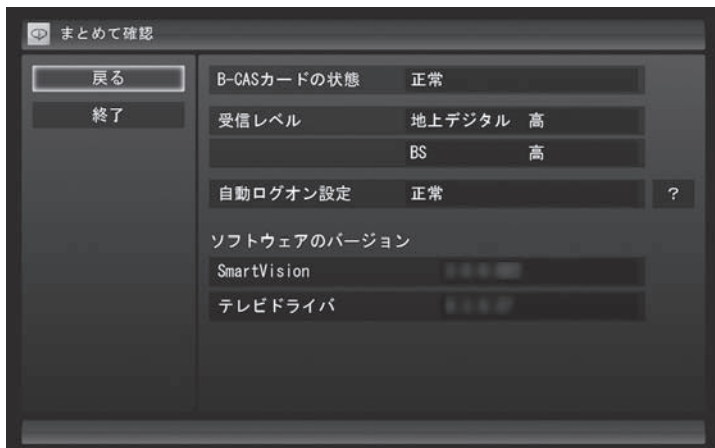 まとめて確認
戻る
終了
B-CASカードの状態 正常
受信レベル 地上デジタル 高
BS 高
自動ログオン設定 正常 ?
ソフトウェアのバージョン
SmartVision
テレビドライバ